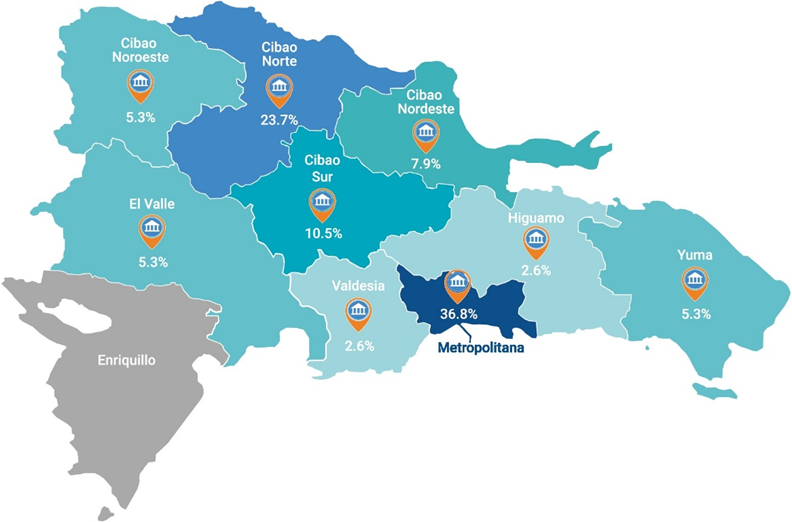 Cibao
Noroeste
5.3%
Cibao
Norte
23.7%
Cibao
Nordeste
7.9%
Cibao
Sur
10.5%
El Valle
5.3%
Higuamo
2.6%
Yuma
5.3%
Valdesia
2.6%
36.8%
Metropolitana
Enriquillo